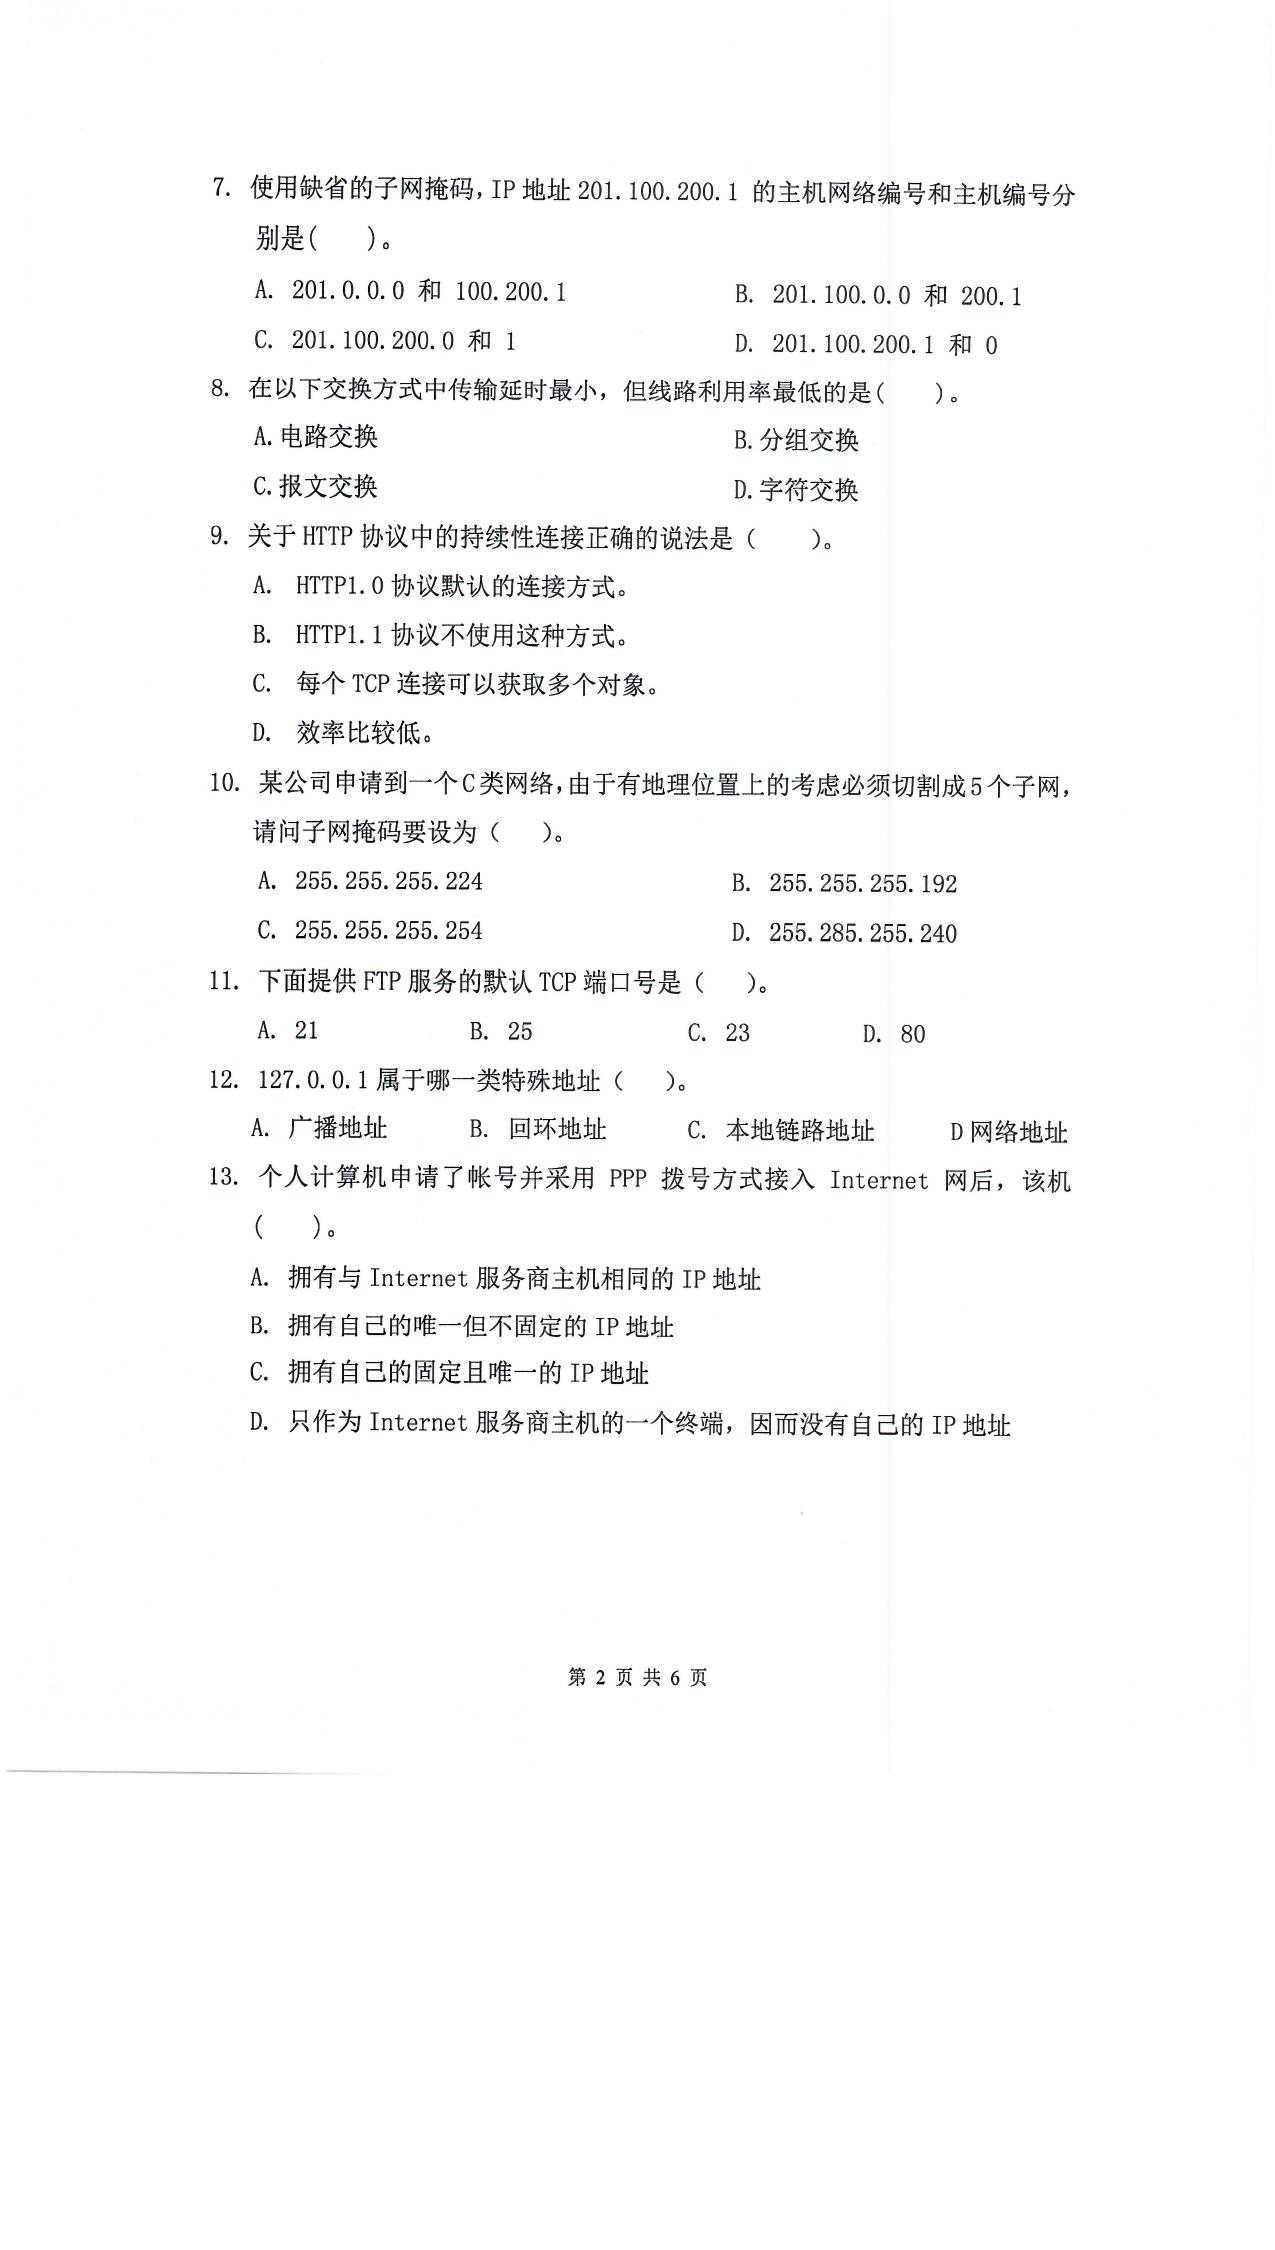 7. 使用缺省的子网掩码, IP 地址 201.100.200.1 的主机网络编号和主机编号分
别是( )。
A. 201.0.0.0 和 100.200.1 B. 201.100.0.0 和 200.1
C. 201.100.200.0 和 1 D. 201.100.200.1 和 0
8. 在以下交换方式中传输延时最小，但线路利用率最低的是( )。
A.电路交换 B.分组交换
C.报文交换 D.字符交换
9. 关于 HTTP 协议中的持续性连接正确的说法是（ ）。
A. HTTP1.0 协议默认的连接方式。
B. HTTP1.1 协议不使用这种方式。
C. 每个 TCP 连接可以获取多个对象。
D. 效率比较低。
10. 某公司申请到一个C类网络,由于有地理位置上的考虑必须切割成5个子网,
请问子网掩码要设为（ ）。
A. 255.255.255.224 B. 255.255.255.192
C. 255.255.255.254 D. 255.285.255.240
11. 下面提供 FTP 服务的默认 TCP 端口号是（ ）。
A. 21 B. 25 C. 23 D. 80
12. 127.0.0.1 属于哪一类特殊地址（ ）。
A. 广播地址 B. 回环地址 C. 本地链路地址 D 网络地址
13. 个人计算机申请了帐号并采用 PPP 拨号方式接入 Internet 网后，该机
( )。
A. 拥有与 Internet 服务商主机相同的 IP 地址
B. 拥有自己的唯一但不固定的 IP 地址
C. 拥有自己的固定且唯一的 IP 地址
D. 只作为 Internet 服务商主机的一个终端，因而没有自己的 IP 地址
第 2 页 共 6 页